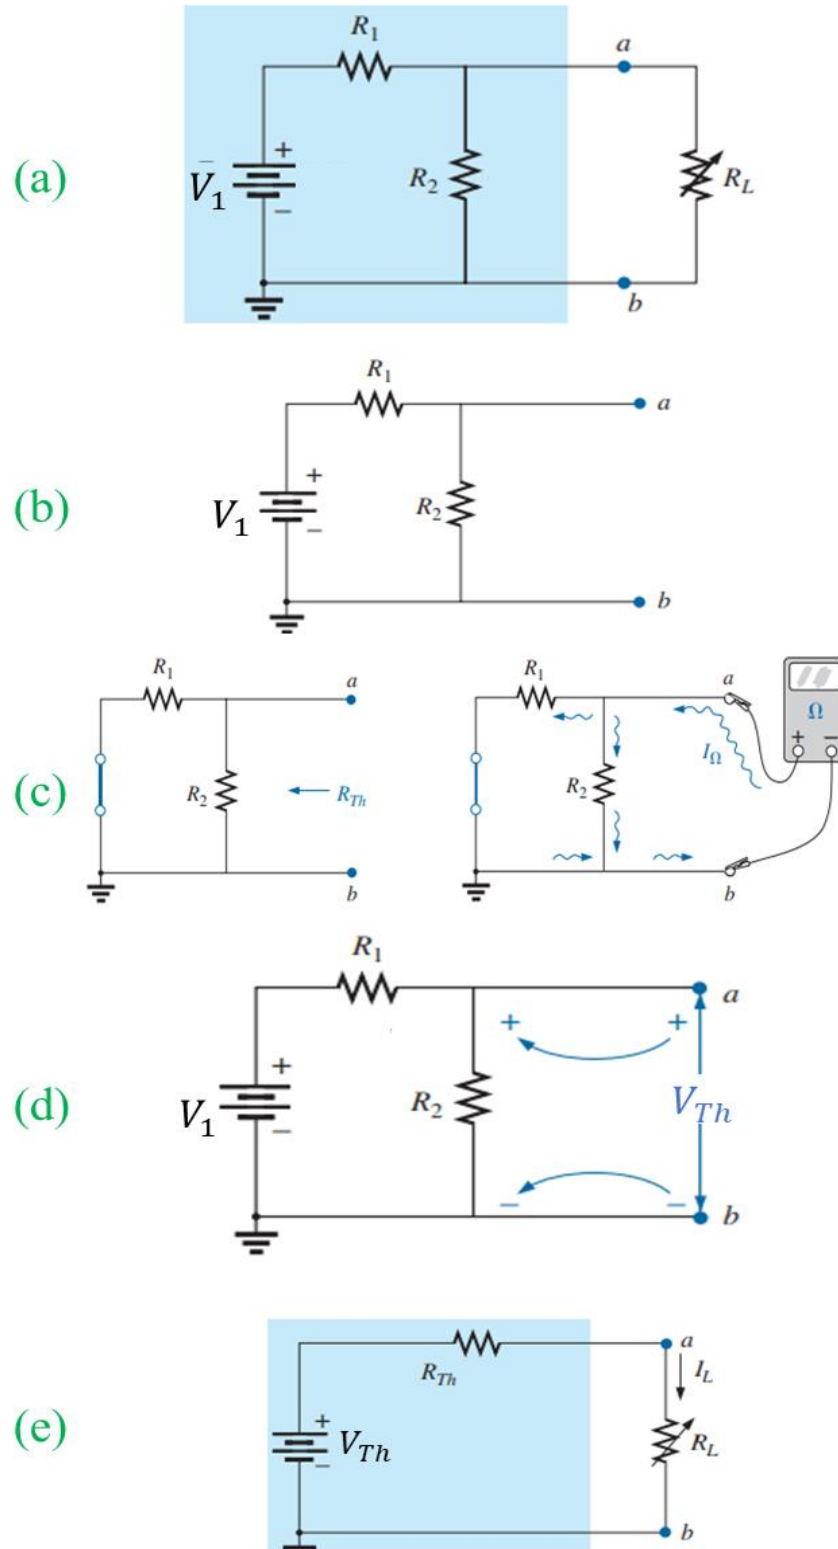 R1
a
(a)
V̄1
+
−
R2
RL
b
R1
a
(b)
V1
+
−
R2
b
R1
a
(c)
R2
RTh
b
R1
a
Ω
+ −
IΩ
R2
b
R1
a
(d)
V1
+
−
R2
+ +
VTh
− −
b
a
RTh
IL
(e)
+
VTh
−
RL
b